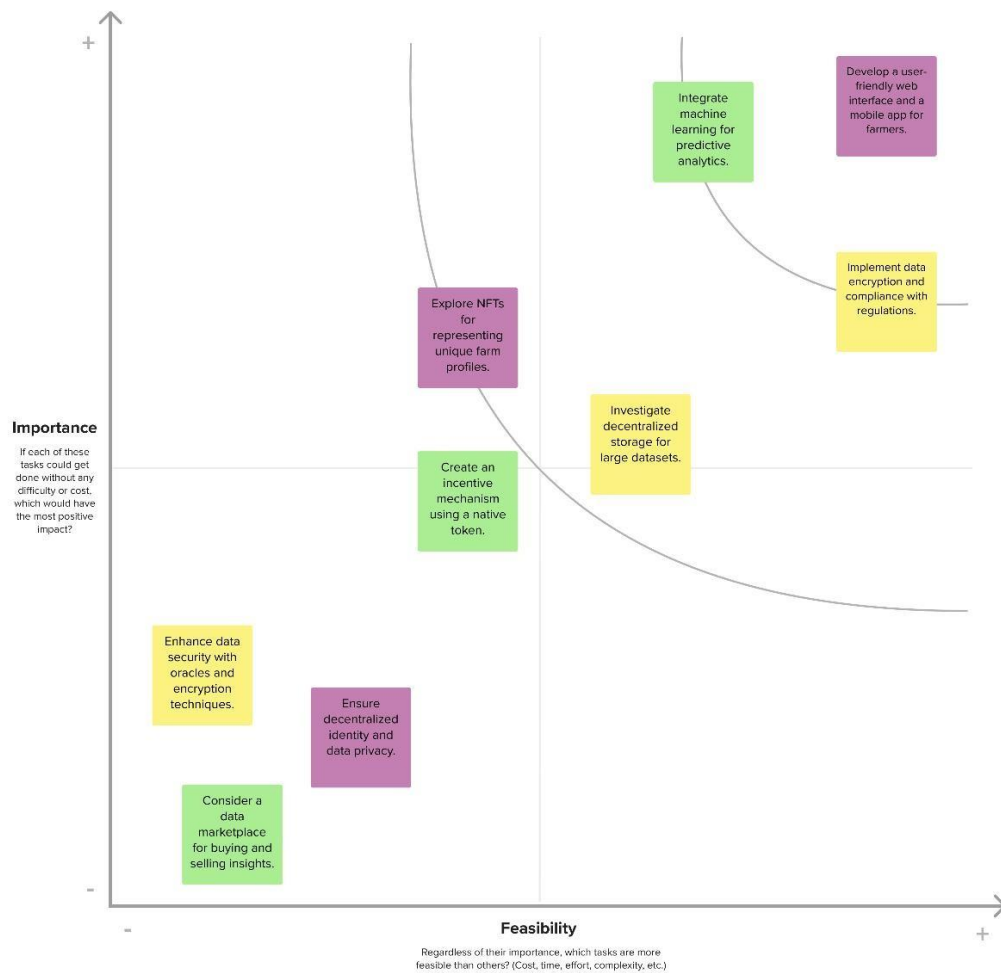 +
Develop a user-
friendly web
interface and a
mobile app for
farmers.
Integrate
machine
learning for
predictive
analytics.
Implement data
encryption and
compliance with
regulations.
Explore NFTs
for
representing
unique farm
profiles.
Investigate
decentralized
storage for
large datasets.
Importance
If each of these
tasks could get
done without any
difficulty or cost,
which would have
the most positive
impact?
Create an
incentive
mechanism
using a native
token.
Enhance data
security with
oracles and
encryption
techniques.
Ensure
decentralized
identity and
data privacy.
Consider a
data
marketplace
for buying and
selling insights.
-
-
Feasibility
+
Regardless of their importance, which tasks are more
feasible than others? (Cost, time, effort, complexity, etc.)